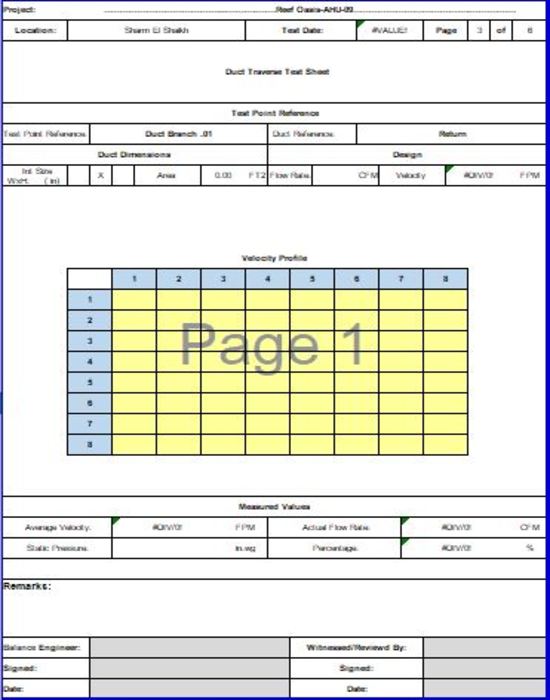 Project: Reef Oasis-AHU-09
Location: Sharm El Shaikh Test Date: #VALUE! Page 3 of 6
Duct Traverse Test Sheet
Test Point Reference
Test Point Reference. Duct Branch .01 Duct Reference. Return
Duct Dimensions Design
Int. Size WxH. (in) X Area 0.00 FT2 Flow Rate. CFM Velocity #DIV/0! FPM
Velocity Profile
1 2 3 4 5 6 7 8
1
2
3
4
5
6
7
8
Page 1
Measured Values
Average Velocity. #DIV/0! FPM Actual Flow Rate. #DIV/0! CFM
Static Pressure. in.wg Percentage. #DIV/0! %
Remarks:
Balance Engineer: Witnessed/Reviewd By:
Signed: Signed:
Date: Date: